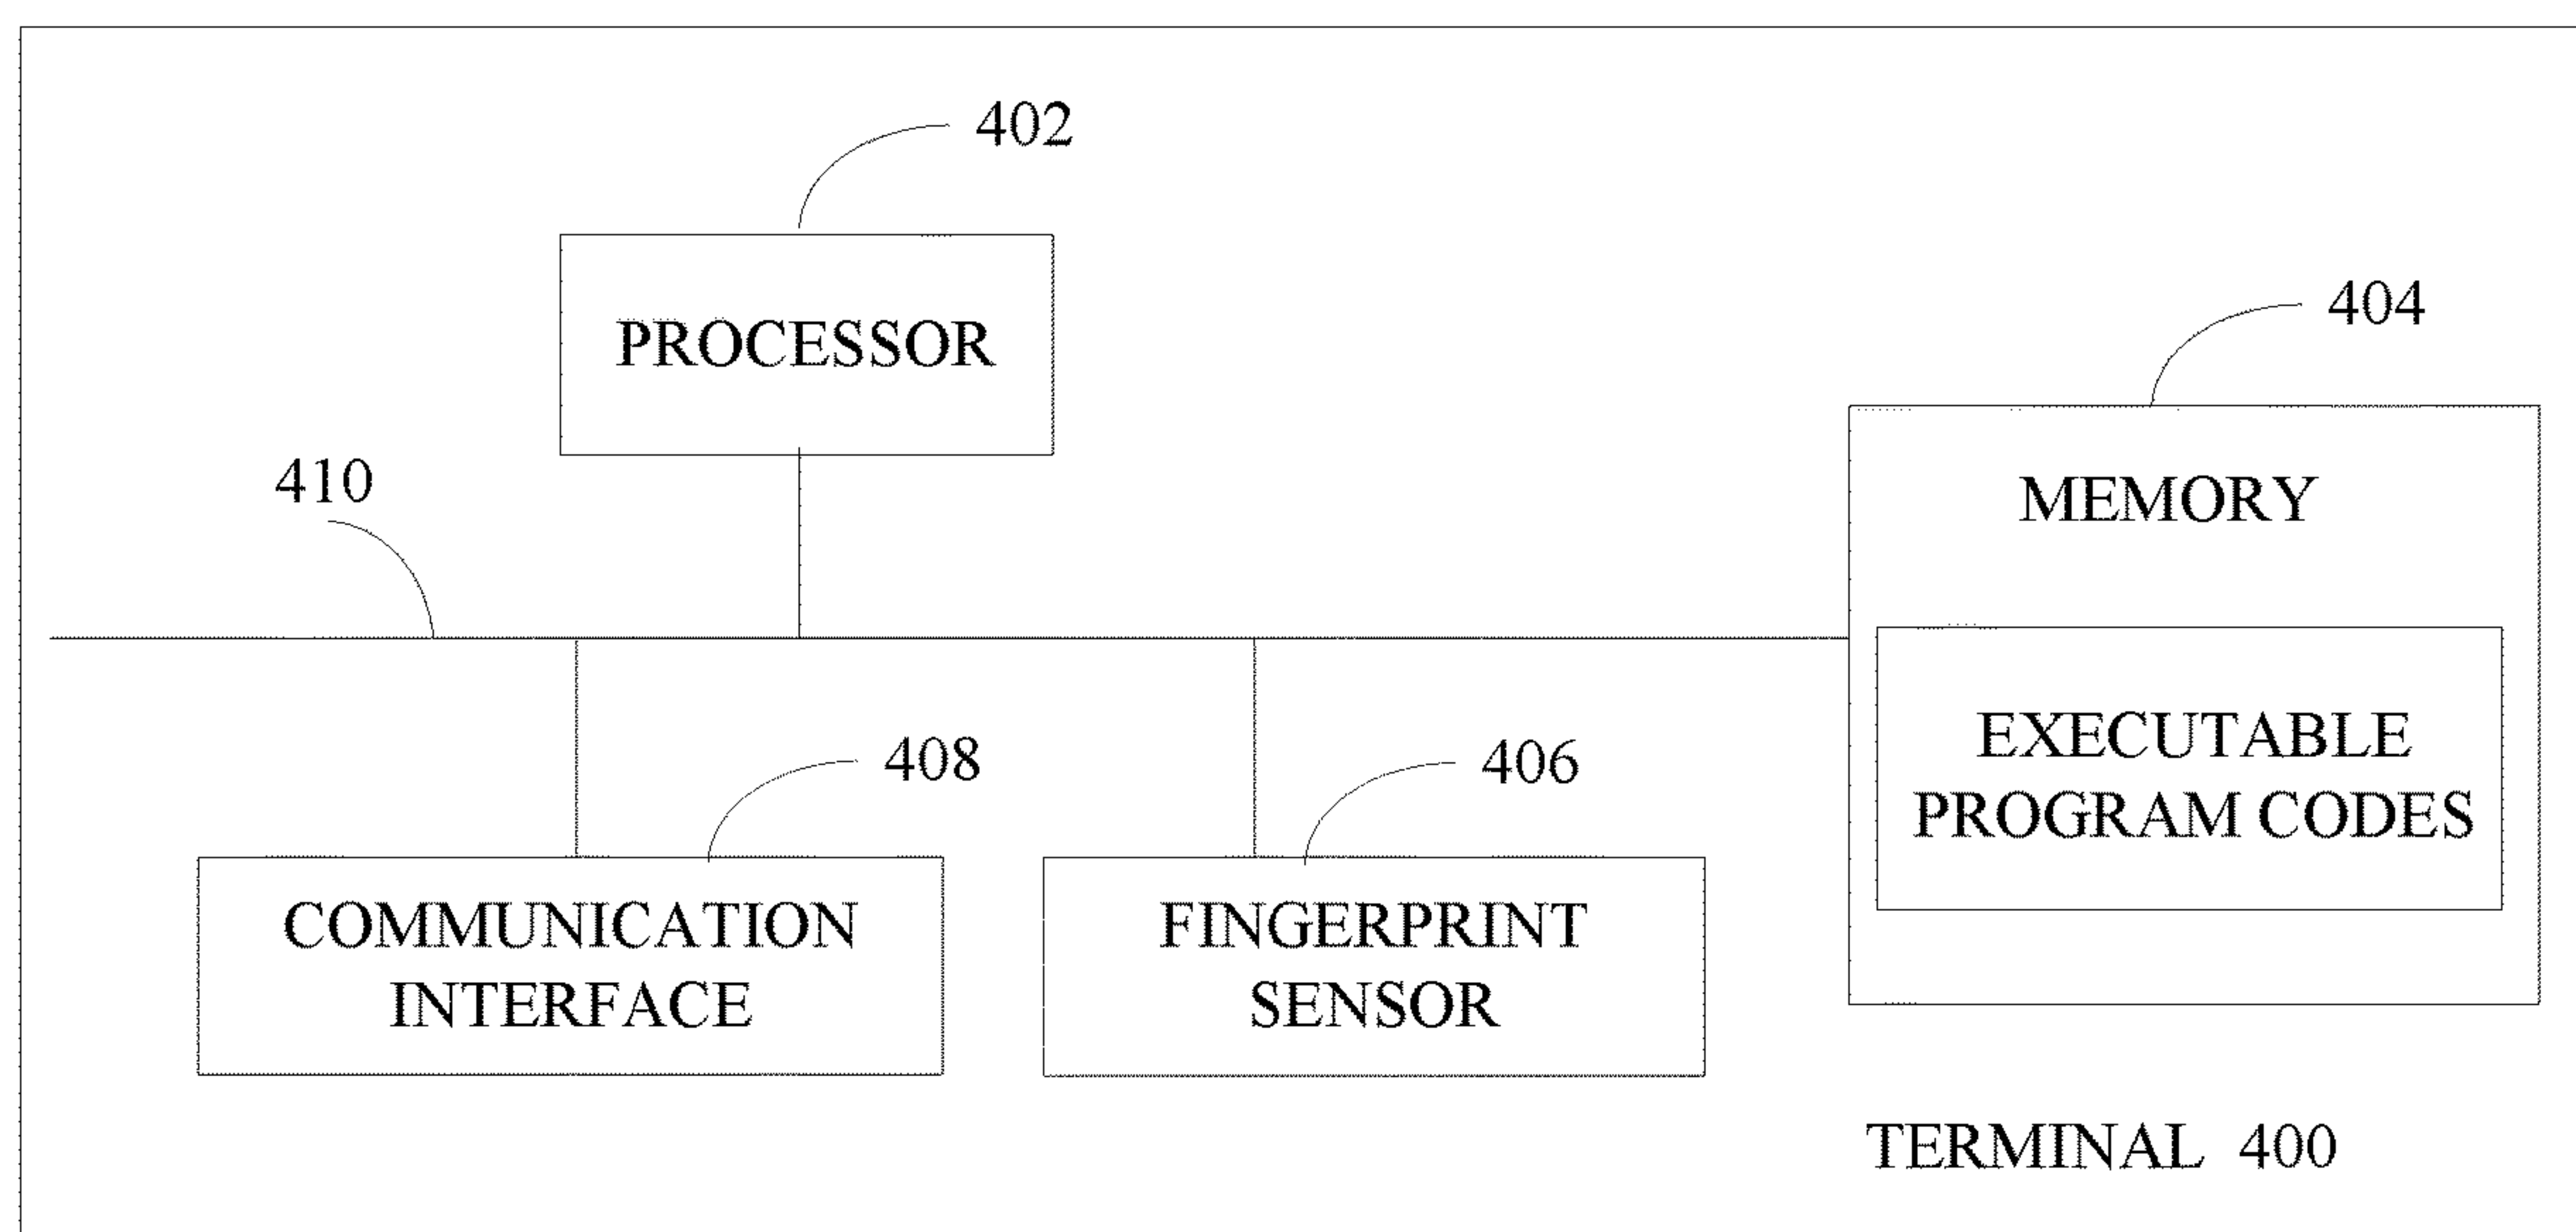 402
PROCESSOR
404
410
MEMORY
EXECUTABLE
PROGRAM CODES
408
406
COMMUNICATION
INTERFACE
FINGERPRINT
SENSOR
TERMINAL 400